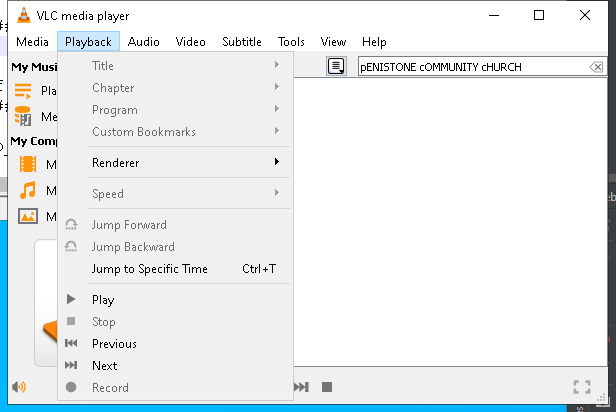 VLC media player
Media Playback Audio Video Subtitle Tools View Help
My Musi
pENISTONE cOMMUNITY cHURCH
Pla
Me
My Comp
M
M
M
Title
Chapter
Program
Custom Bookmarks
Renderer
Speed
Jump Forward
Jump Backward
Jump to Specific Time Ctrl+T
Play
Stop
Previous
Next
Record